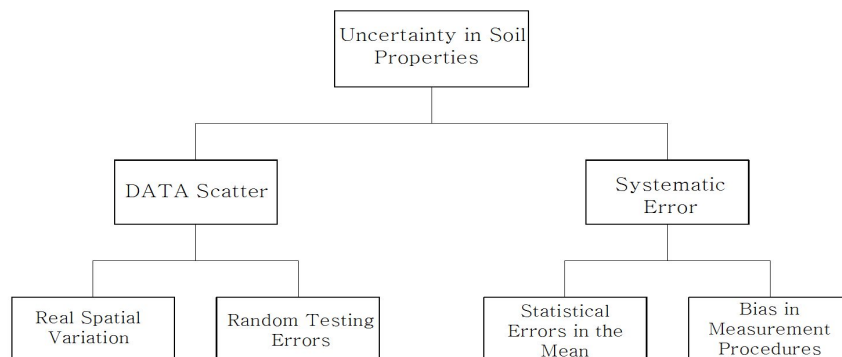 Uncertainty in Soil
Properties
DATA Scatter
Systematic
Error
Real Spatial
Variation
Random Testing
Errors
Statistical
Errors in the
Mean
Bias in
Measurement
Procedures